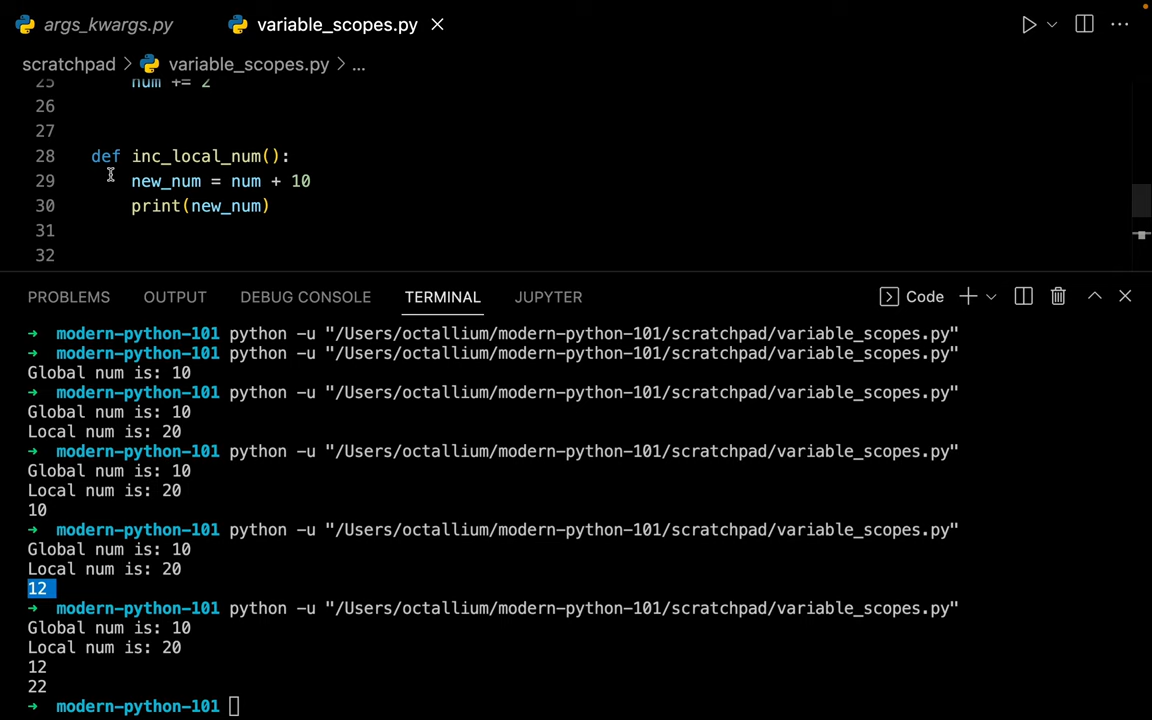 args_kwargs.py variable_scopes.py
scratchpad > variable_scopes.py > ...
25 num += 2
26
27
28 def inc_local_num():
29 new_num = num + 10
30 print(new_num)
31
32
PROBLEMS OUTPUT DEBUG CONSOLE TERMINAL JUPYTER Code
→ modern-python-101 python -u "/Users/octallium/modern-python-101/scratchpad/variable_scopes.py"
→ modern-python-101 python -u "/Users/octallium/modern-python-101/scratchpad/variable_scopes.py"
Global num is: 10
→ modern-python-101 python -u "/Users/octallium/modern-python-101/scratchpad/variable_scopes.py"
Global num is: 10
Local num is: 20
→ modern-python-101 python -u "/Users/octallium/modern-python-101/scratchpad/variable_scopes.py"
Global num is: 10
Local num is: 20
10
→ modern-python-101 python -u "/Users/octallium/modern-python-101/scratchpad/variable_scopes.py"
Global num is: 10
Local num is: 20
12
→ modern-python-101 python -u "/Users/octallium/modern-python-101/scratchpad/variable_scopes.py"
Global num is: 10
Local num is: 20
12
22
→ modern-python-101